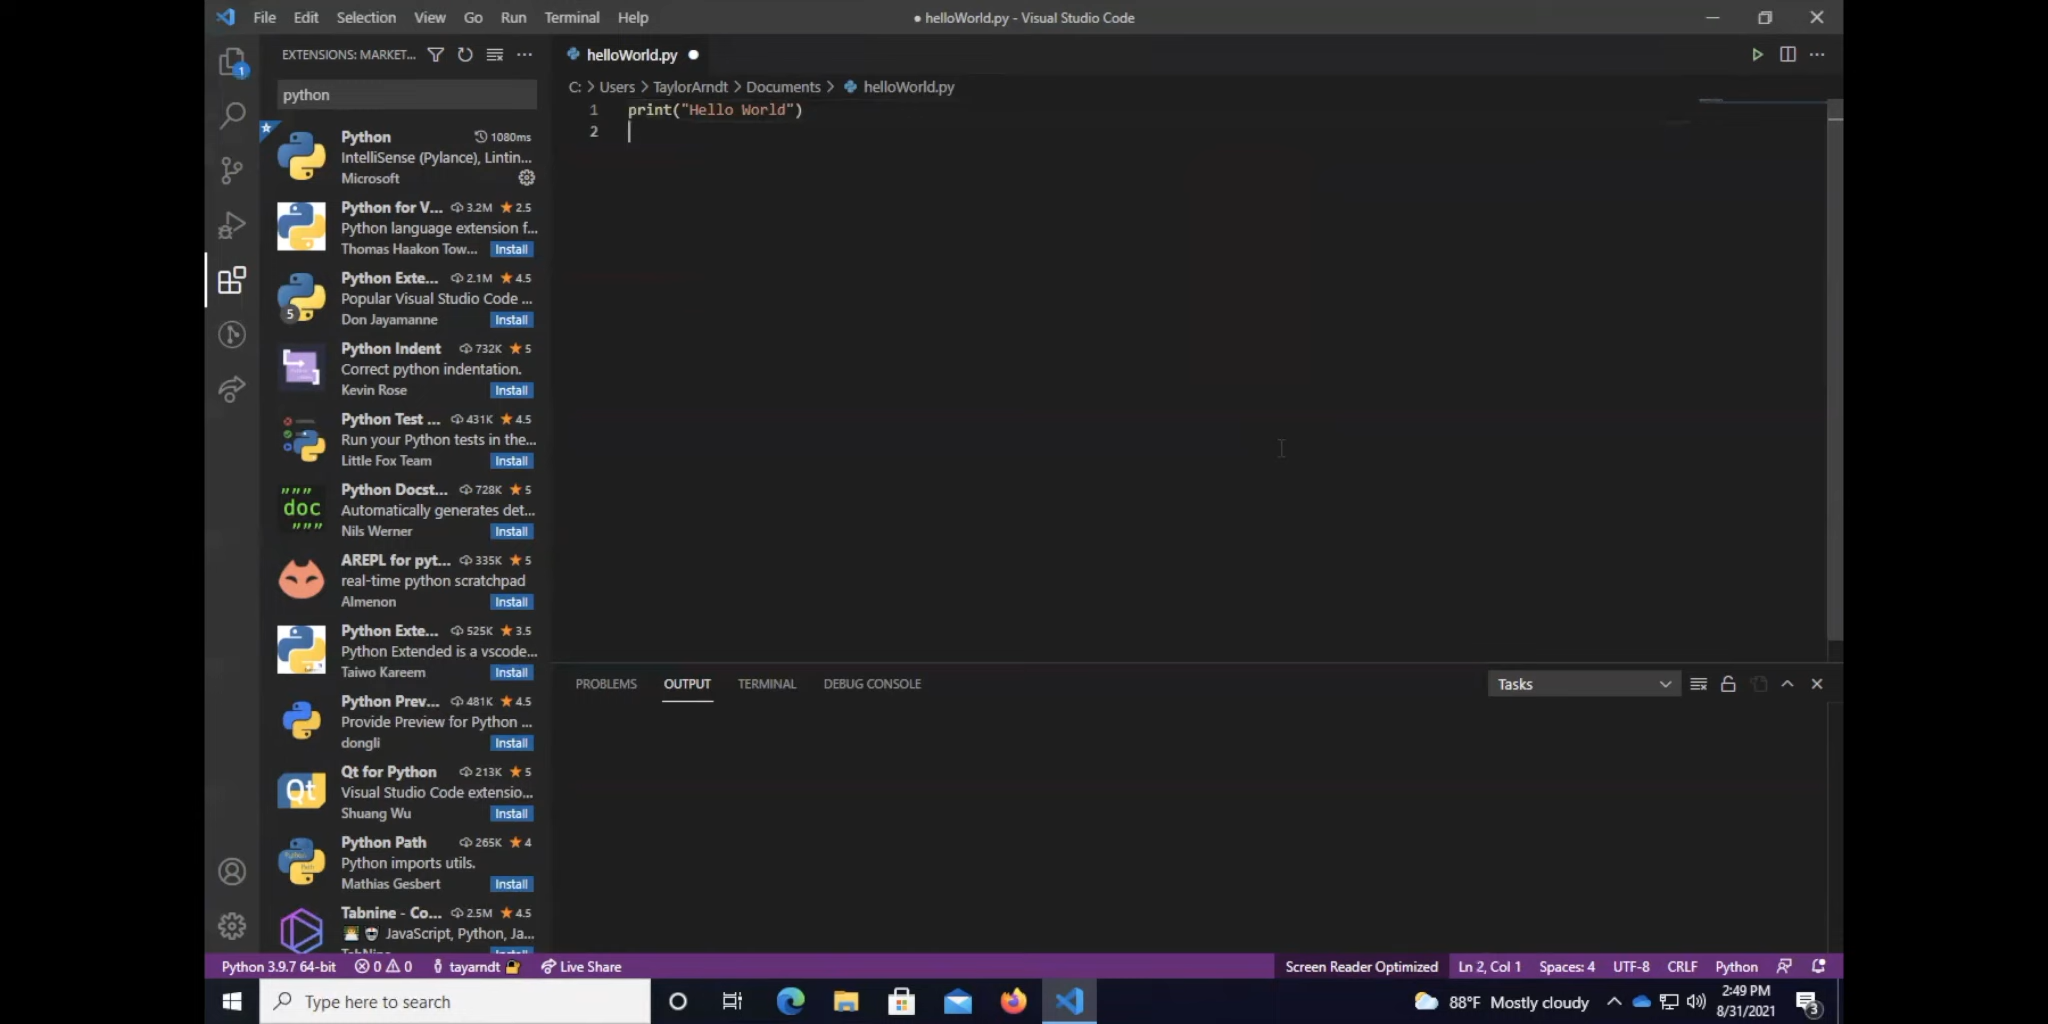 File Edit Selection View Go Run Terminal Help
● helloWorld.py - Visual Studio Code
EXTENSIONS: MARKET...
python
1
Python 1080ms
IntelliSense (Pylance), Lintin...
Microsoft
Python for V... 3.2M ★ 2.5
Python language extension f...
Thomas Haakon Tow... Install
Python Exte... 2.1M ★ 4.5
Popular Visual Studio Code ...
5
Don Jayamanne Install
Python Indent 732K ★ 5
Correct python indentation.
Kevin Rose Install
Python Test ... 431K ★ 4.5
Run your Python tests in the...
Little Fox Team Install
Python Docst... 728K ★ 5
""" doc """
Automatically generates det...
Nils Werner Install
AREPL for pyt... 335K ★ 5
real-time python scratchpad
Almenon Install
Python Exte... 525K ★ 3.5
Python Extended is a vscode...
Taiwo Kareem Install
Python Prev... 481K ★ 4.5
Provide Preview for Python ...
dongli Install
Qt for Python 213K ★ 5
Qt
Visual Studio Code extensio...
Shuang Wu Install
Python Path 265K ★ 4
Python imports utils.
Mathias Gesbert Install
Tabnine - Co... 2.5M ★ 4.5
JavaScript, Python, Ja...
TabNine Install
helloWorld.py ●
C: > Users > TaylorArndt > Documents > helloWorld.py
1 print("Hello World")
2
PROBLEMS OUTPUT TERMINAL DEBUG CONSOLE
Tasks
Python 3.9.7 64-bit 0 0 tayarndt Live Share
Screen Reader Optimized Ln 2, Col 1 Spaces: 4 UTF-8 CRLF Python
Type here to search
88°F Mostly cloudy
2:49 PM
8/31/2021
3